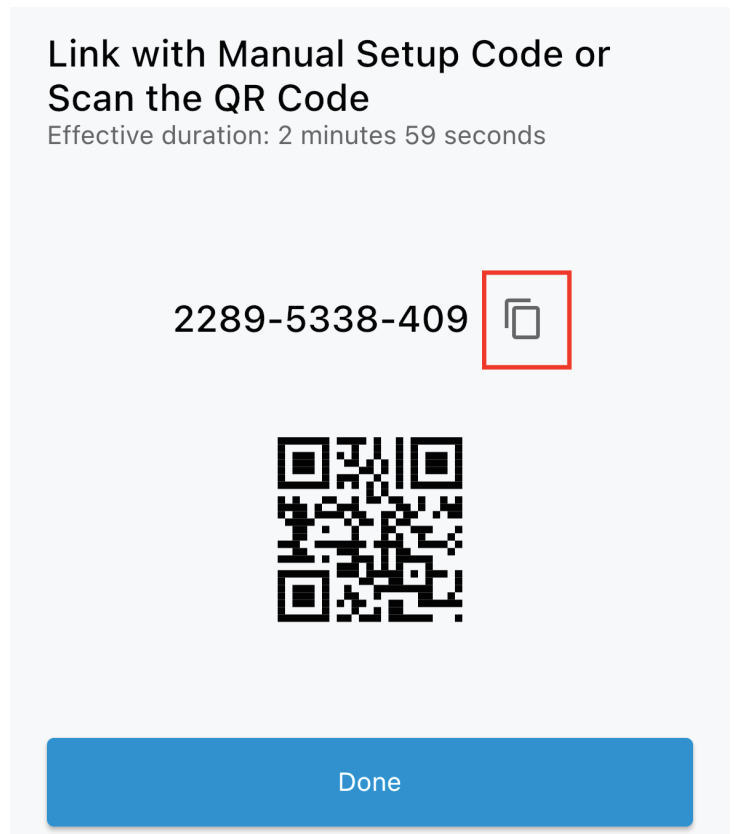 Link with Manual Setup Code or
Scan the QR Code
Effective duration: 2 minutes 59 seconds
2289-5338-409
Done